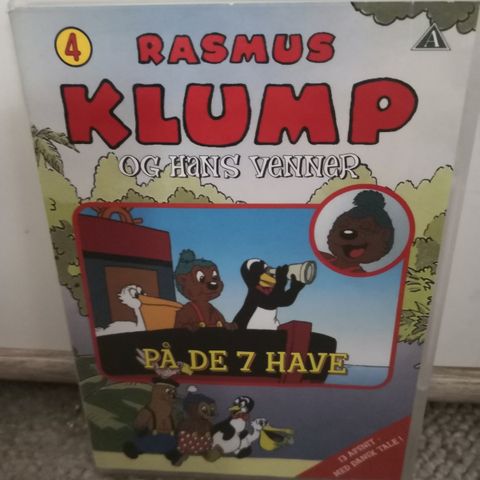 4
RASMUS
A
KLUMP
OG HANS VENNER
PÅ DE 7 HAVE
13 AFSNIT
MED DANSK TALE!